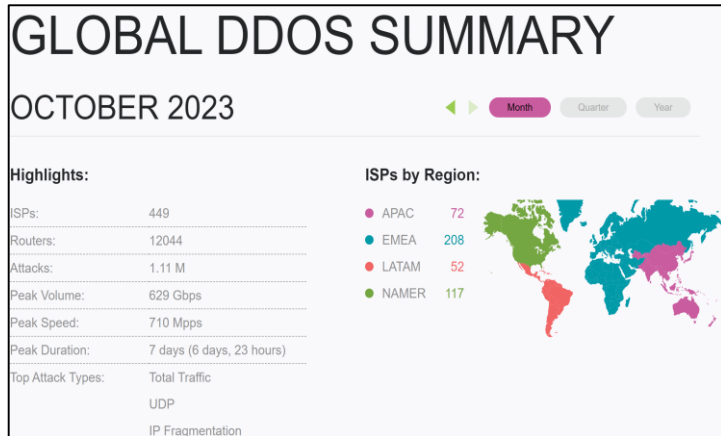 GLOBAL DDOS SUMMARY
OCTOBER 2023
Month
Quarter
Year
Highlights:
ISPs: 449
Routers: 12044
Attacks: 1.11 M
Peak Volume: 629 Gbps
Peak Speed: 710 Mpps
Peak Duration: 7 days (6 days, 23 hours)
Top Attack Types: Total Traffic
UDP
IP Fragmentation
ISPs by Region:
APAC 72
EMEA 208
LATAM 52
NAMER 117